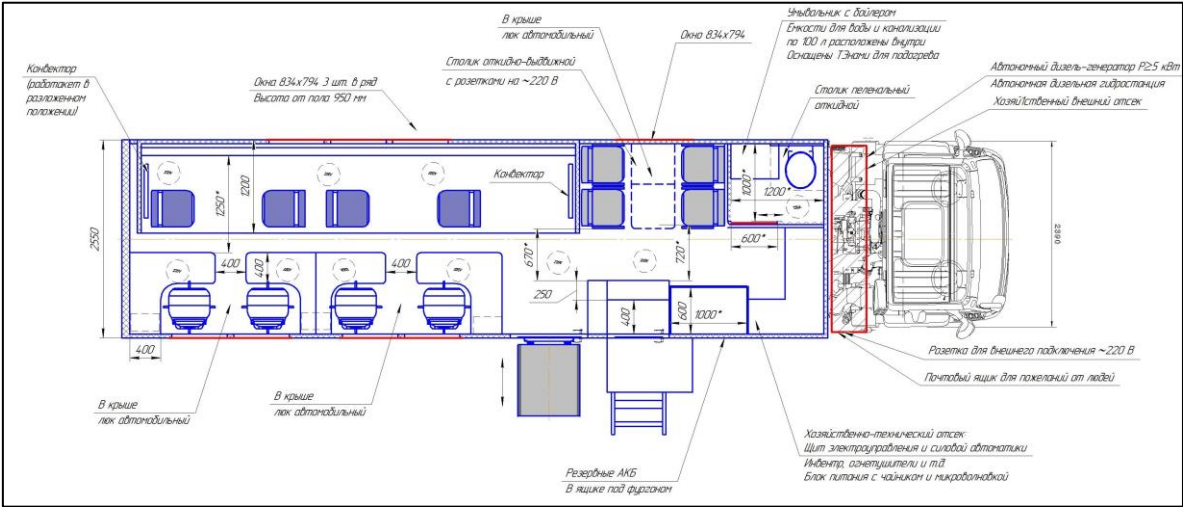 В крыше
люк автомобильный
Умывальник с бойлером
Емкости для воды и канализации
по 100 л расположены внутри
Оснащены ТЭнами для подогрева
Окно 834x794
Столик откидно-выдвижной
с розетками на ~220 В
Конвектор
(работакет в
разложенном
положении)
Окна 834x794 3 шт. в ряд
Высота от пола 950 мм
Столик пеленальный
откидной
Автономный дизель-генератор P≥5 кВт
Автономная дизельная гидростанция
Хозяйственный внешний отсек
Конвектор
2550
1250*
1200
1000*
1200*
600*
670*
720*
2390
400
400
400
250
400
600
1000*
400
Розетка для внешнего подключения ~220 В
Почтовый ящик для пожеланий от людей
В крыше
люк автомобильный
В крыше
люк автомобильный
Хозяйственно-технический отсек
Щит электроуправления и силовой автоматики
Инвентр, огнетушители и т.д.
Блок питания с чайником и микроволновкой
Резервные АКБ
В ящике под фургоном